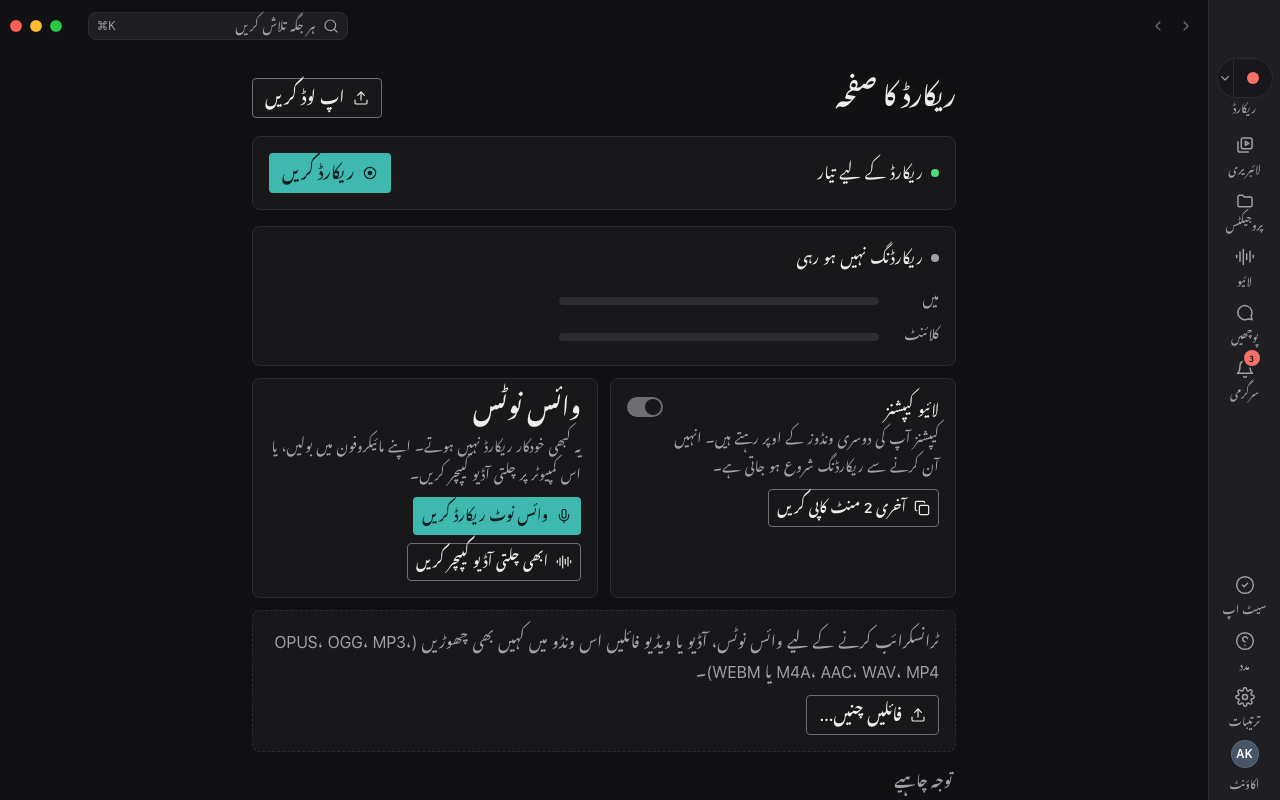 ہر جگہ تلاش کریں
⌘K
ریکارڈ
لائبریری
پروجیکٹس
لائیو
پوچھیں
3
سرگرمی
سیٹ اپ
مدد
ترتیبات
AK
اکاؤنٹ
ریکارڈ کا صفحہ
اپ لوڈ کریں
ریکارڈ کے لیے تیار
ریکارڈ کریں
ریکارڈنگ نہیں ہو رہی
میں
کلائنٹ
لائیو کیپشنز
کیپشنز آپ کی دوسری ونڈوز کے اوپر رہتے ہیں۔ انہیں
آن کرنے سے ریکارڈنگ شروع ہو جاتی ہے۔
آخری 2 منٹ کاپی کریں
وائس نوٹس
یہ کبھی خودکار ریکارڈ نہیں ہوتے۔ اپنے مائیکروفون میں بولیں، یا
اس کمپیوٹر پر چلتی آڈیو کیپچر کریں۔
وائس نوٹ ریکارڈ کریں
ابھی چلتی آڈیو کیپچر کریں
ٹرانسکرائب کرنے کے لیے وائس نوٹس، آڈیو یا ویڈیو فائلیں اس ونڈو میں کہیں بھی چھوڑیں (OPUS، OGG، MP3،
M4A، AAC، WAV، MP4 یا WEBM)۔
فائلیں چنیں...
توجہ چاہیے